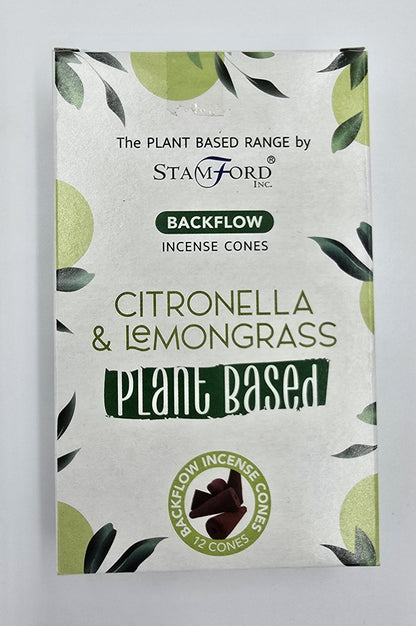 The PLANT BASED RANGE by
STAMFORD®
INC.
BACKFLOW
INCENSE CONES
CITRONELLA
& LEMONGRASS
PLANT BASED
BACKFLOW INCENSE CONES
12 CONES